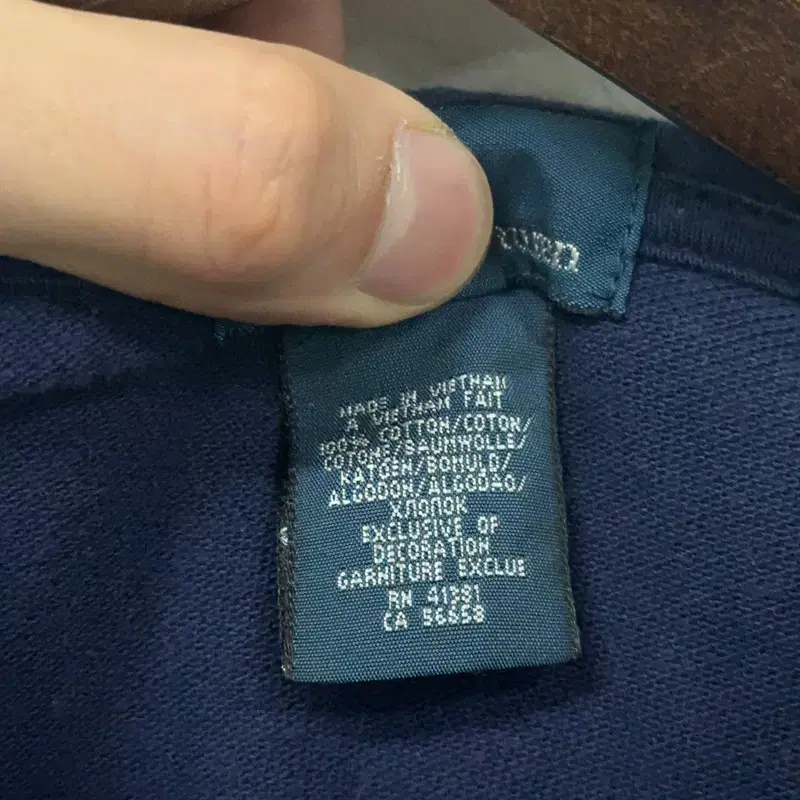 MADE IN VIETNAM
A VIETNAM FAIT
100% COTTON/COTON/
COTONE/BAUMWOLLE/
KATOEN/BOMULD/
ALGODON/ALGODAO/
ХЛОПОК
EXCLUSIVE OF
DECORATION
GARNITURE EXCLUE
RN 41381
CA 56658